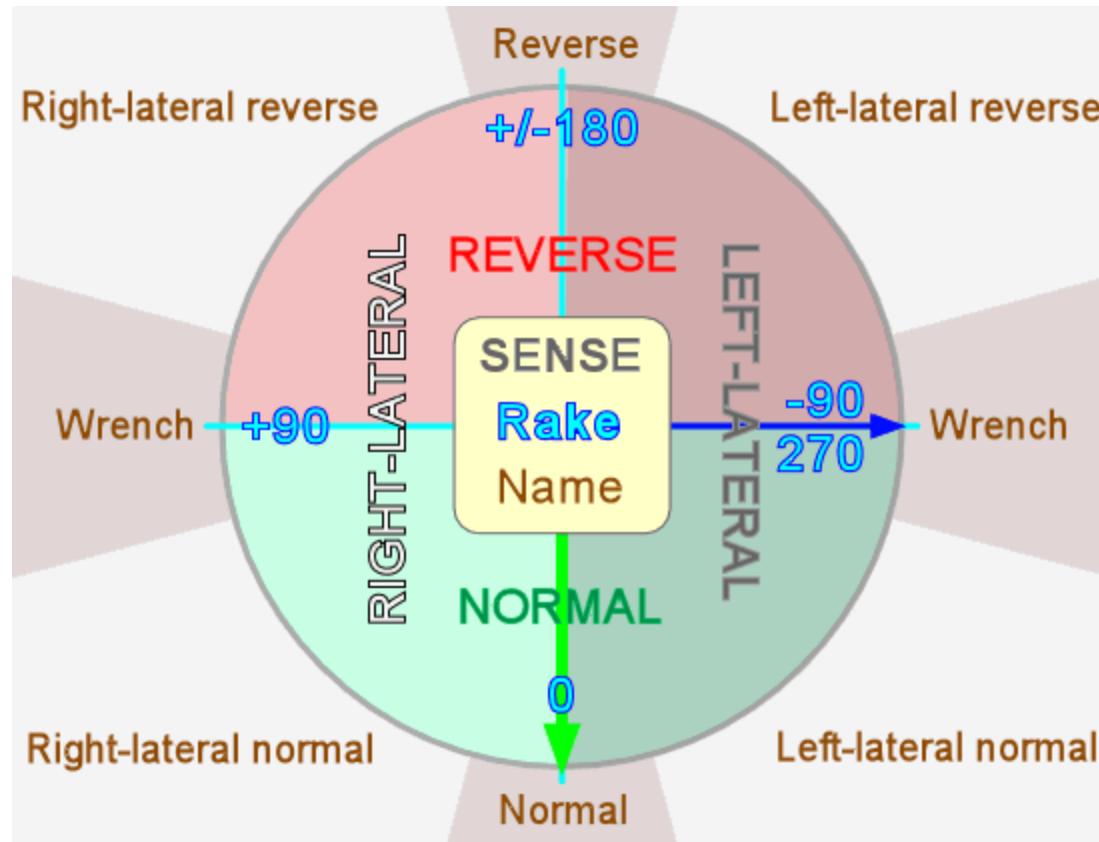 Reverse
Right-lateral reverse
Left-lateral reverse
+/-180
REVERSE
RIGHT-LATERAL
LEFT-LATERAL
SENSE
Rake
Name
Wrench
+90
-90
270
Wrench
NORMAL
0
Right-lateral normal
Left-lateral normal
Normal